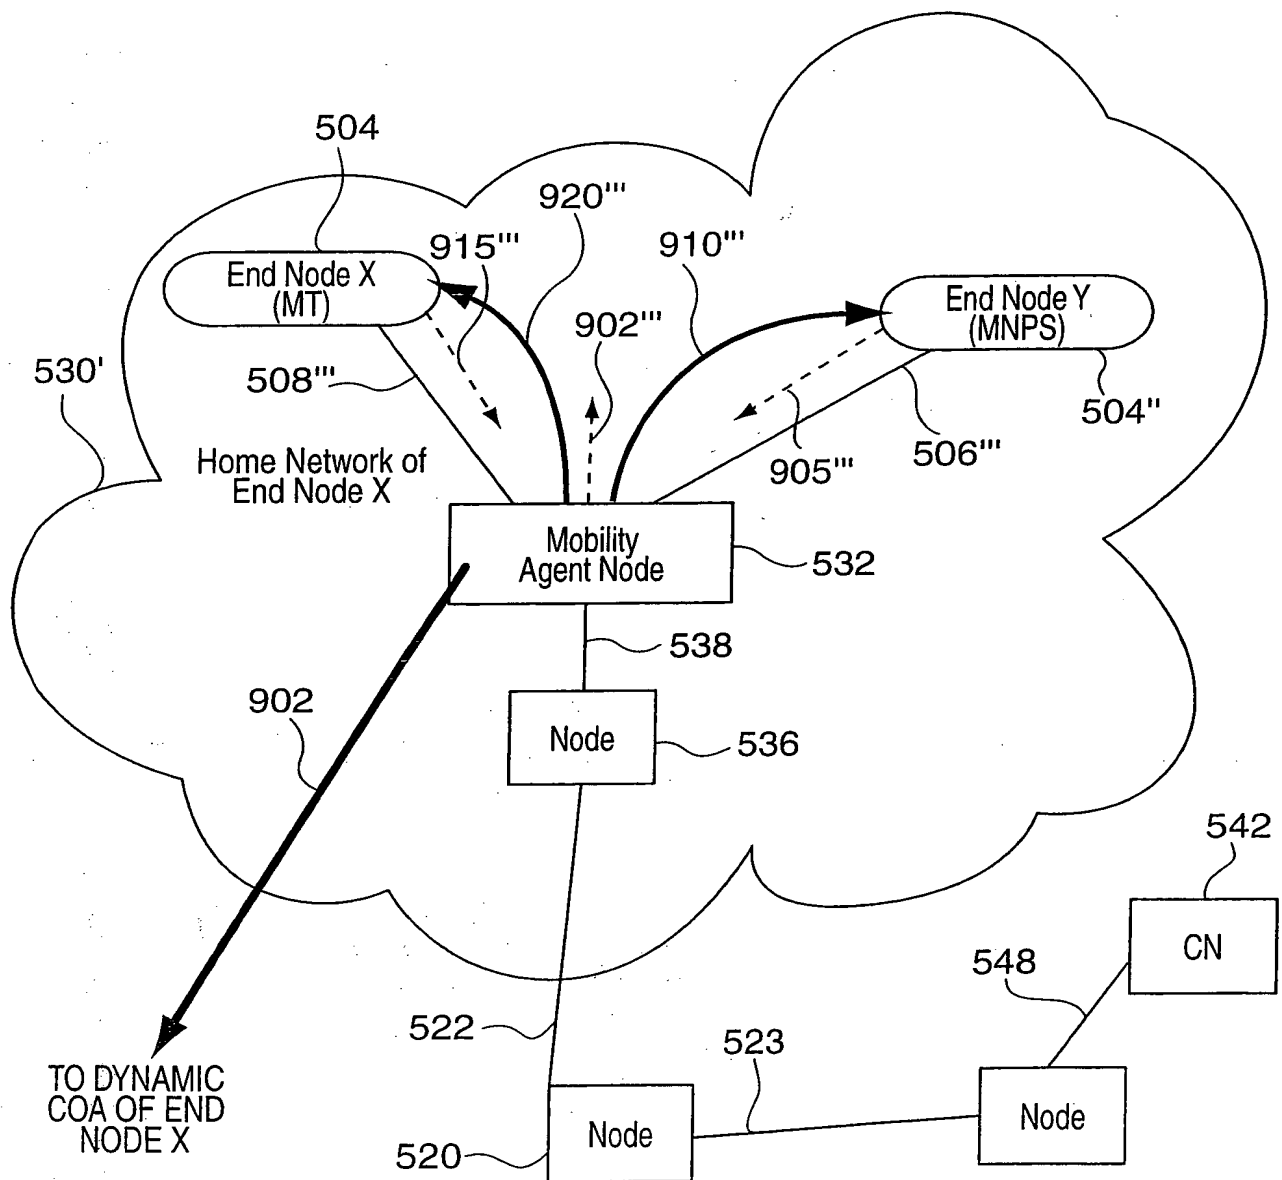 504
920'''
915'''
910'''
End Node X
(MT)
End Node Y
(MNPS)
902'''
530'
508'''
504"
506'''
905'''
Home Network of
End Node X
Mobility
Agent Node
532
538
902
Node
536
542
CN
548
522
523
TO DYNAMIC
COA OF END
NODE X
Node
Node
520